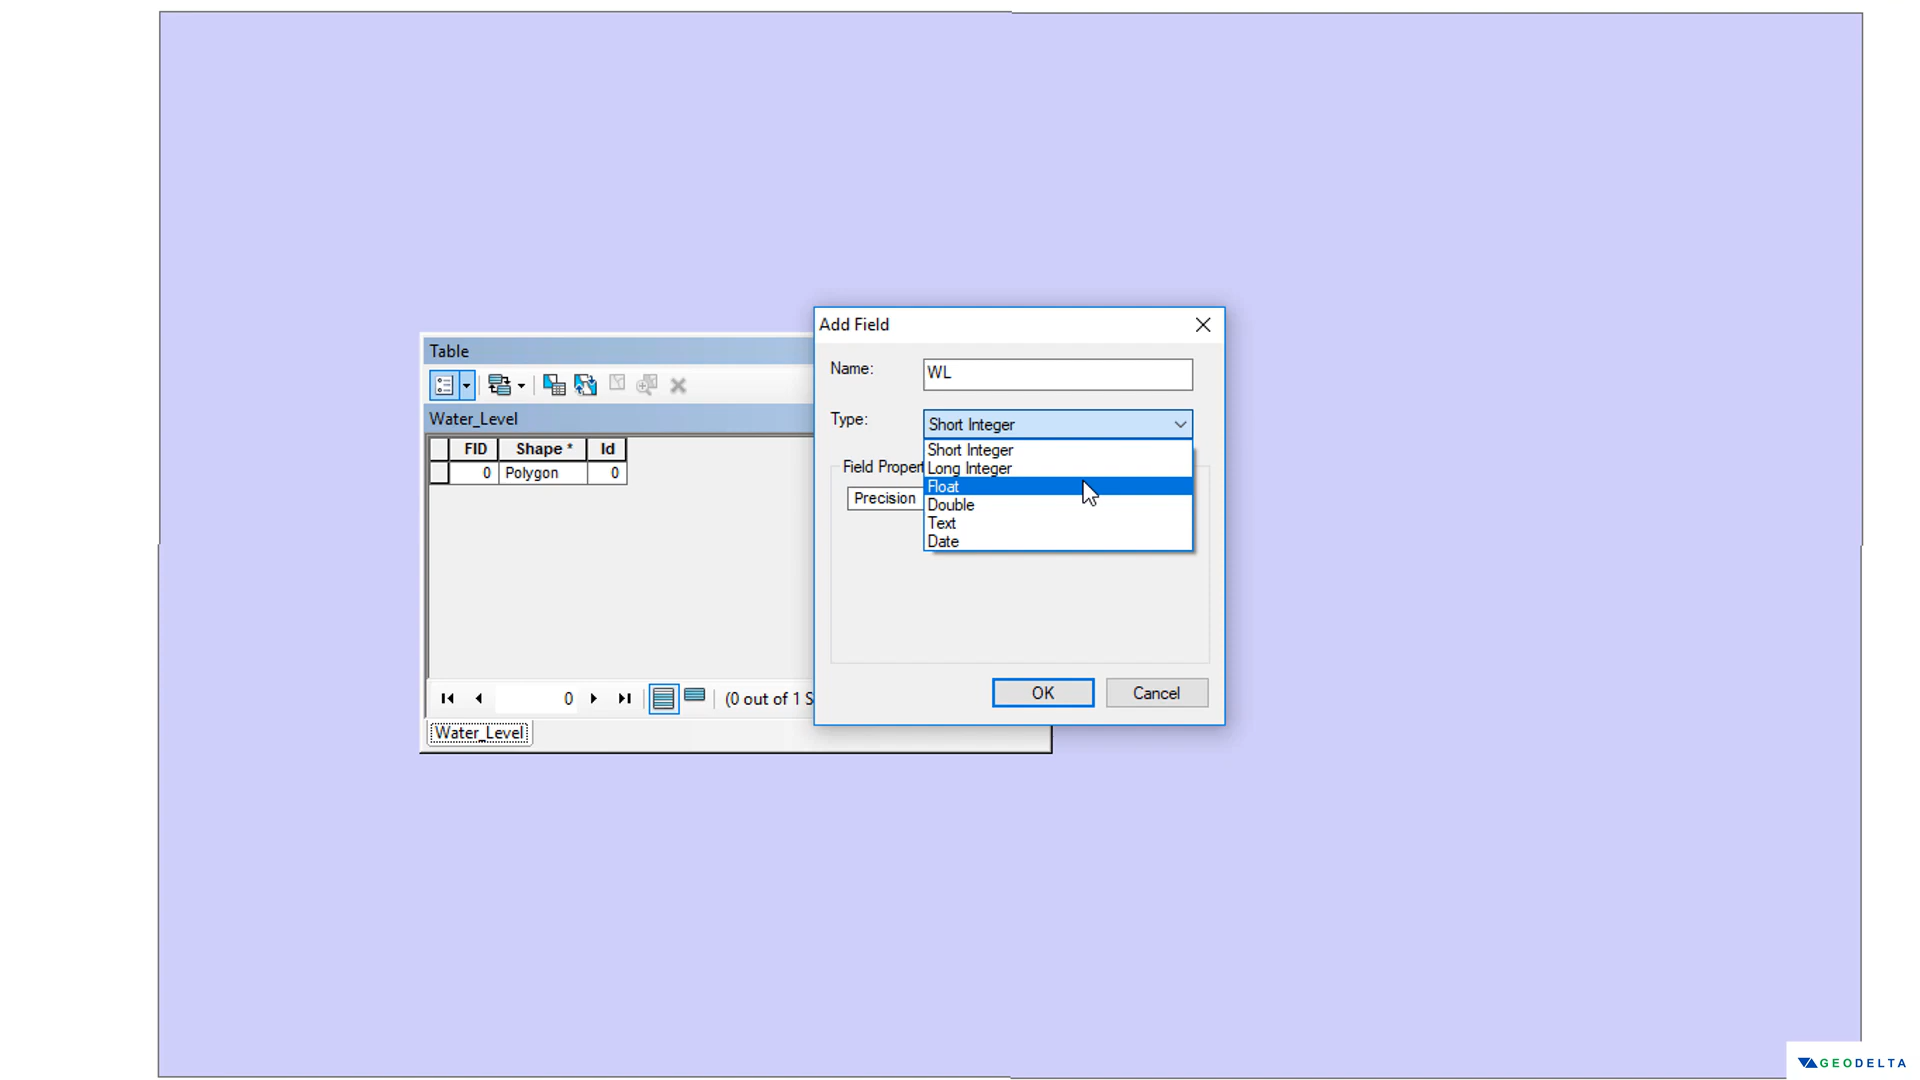 Add Field
Name:
WL
Table
Type:
Short Integer
Water_Level
Short Integer
FID Shape * Id
Field Propert
Long Integer
0 Polygon 0
Float
Precision
Double
Text
Date
0
(0 out of 1 S
OK
Cancel
Water_Level
GEODELTA